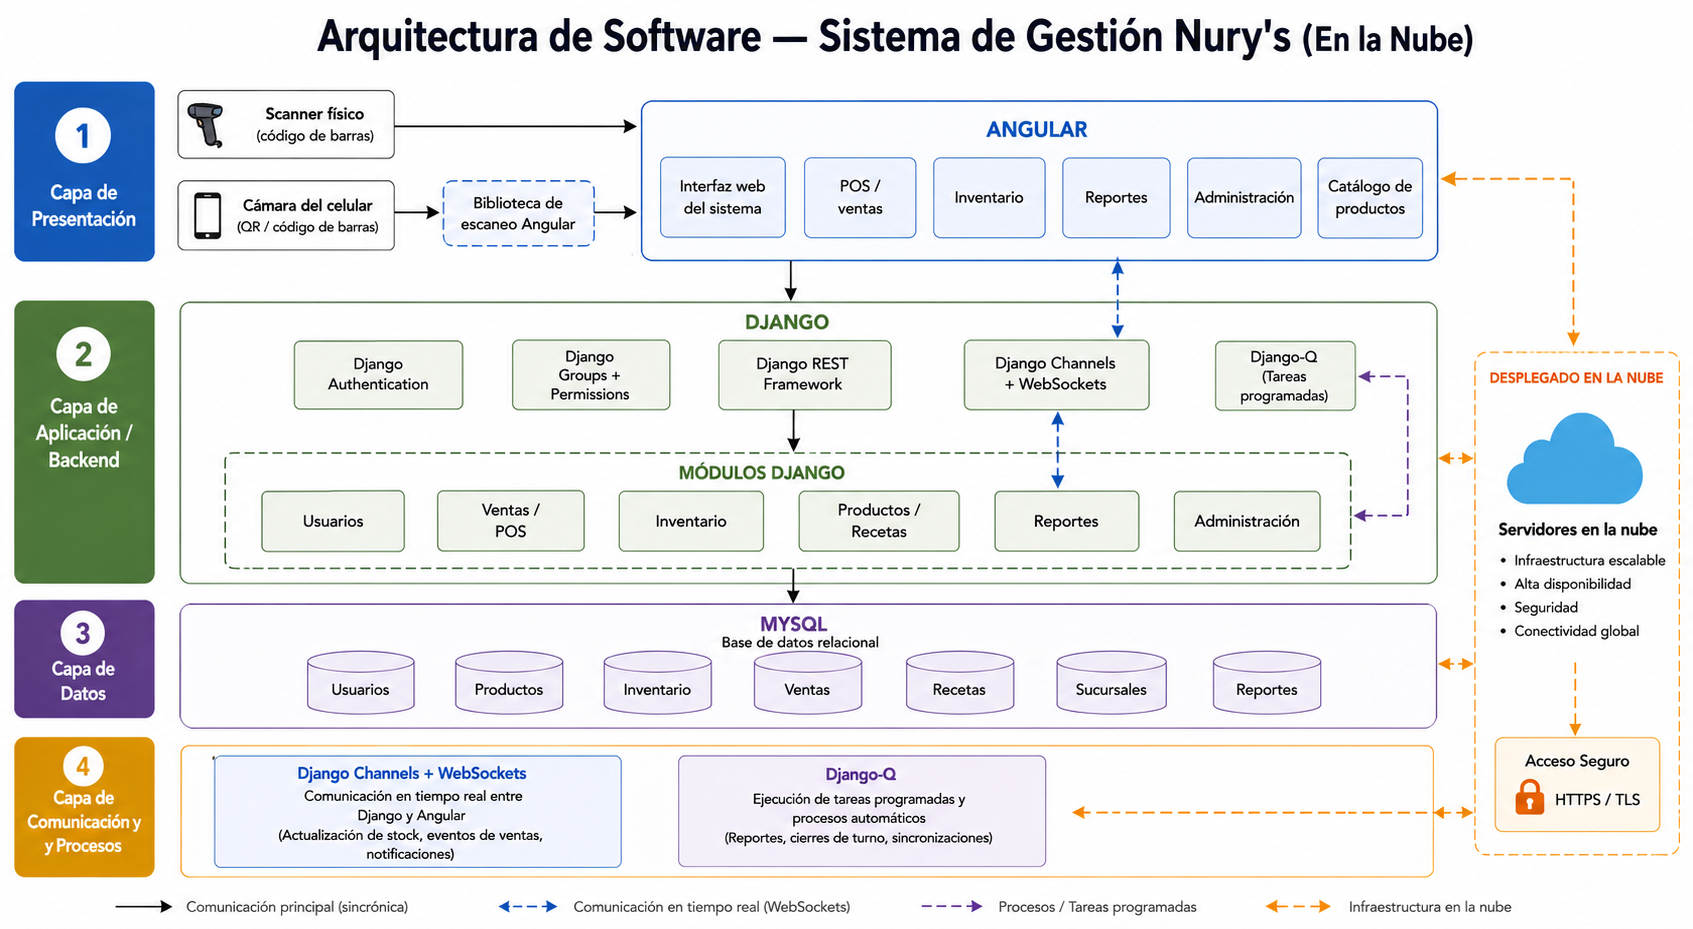 Arquitectura de Software — Sistema de Gestión Nury's (En la Nube)
1
Capa de
Presentación
Scanner físico
(código de barras)
Cámara del celular
(QR / código de barras)
Biblioteca de
escaneo Angular
ANGULAR
Interfaz web
del sistema
POS /
ventas
Inventario
Reportes
Administración
Catálogo de
productos
2
Capa de
Aplicación /
Backend
DJANGO
Django
Authentication
Django
Groups +
Permissions
Django REST
Framework
Django Channels
+ WebSockets
Django-Q
(Tareas
programadas)
MÓDULOS DJANGO
Usuarios
Ventas /
POS
Inventario
Productos /
Recetas
Reportes
Administración
3
Capa de
Datos
MYSQL
Base de datos relacional
Usuarios
Productos
Inventario
Ventas
Recetas
Sucursales
Reportes
4
Capa de
Comunicación y
y Procesos
Django Channels + WebSockets
Comunicación en tiempo real entre
Django y Angular
(Actualización de stock, eventos de ventas,
notificaciones)
Django-Q
Ejecución de tareas programadas y
procesos automáticos
(Reportes, cierres de turno, sincronizaciones)
DESPLEGADO EN LA NUBE
Servidores en la nube
• Infraestructura escalable
• Alta disponibilidad
• Seguridad
• Conectividad global
Acceso Seguro
HTTPS / TLS
Comunicación principal (sincrónica)
Comunicación en tiempo real (WebSockets)
Procesos / Tareas programadas
Infraestructura en la nube